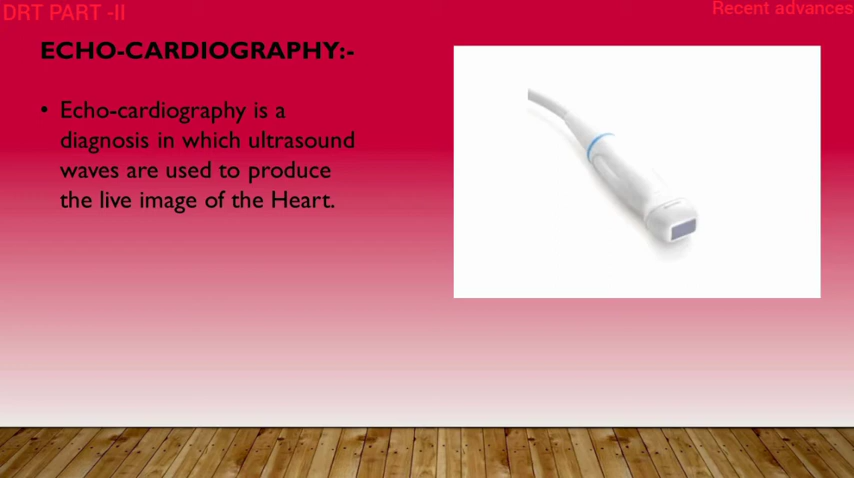 DRT PART -II
Recent advances
ECHO-CARDIOGRAPHY:-
• Echo-cardiography is a
diagnosis in which ultrasound
waves are used to produce
the live image of the Heart.